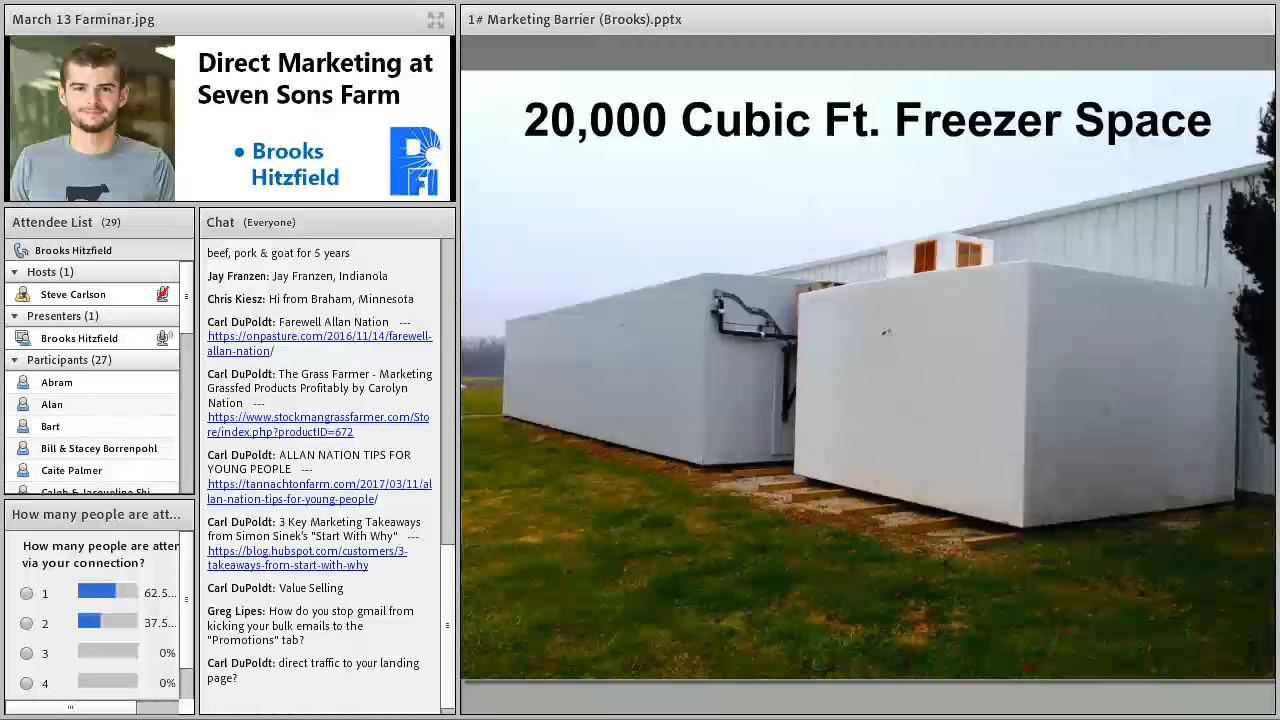 March 13 Farminar.jpg
Direct Marketing at
Seven Sons Farm
• Brooks
Hitzfield
PFI
Attendee List (29)
Brooks Hitzfield
Hosts (1)
Steve Carlson
Presenters (1)
Brooks Hitzfield
Participants (27)
Abram
Alan
Bart
Bill & Stacey Borrenpohl
Caite Palmer
Caleb & Jacqueline Shi
How many people are att...
How many people are atter
via your connection?
1 62.5...
2 37.5...
3 0%
4 0%
Chat (Everyone)
beef, pork & goat for 5 years
Jay Franzen: Jay Franzen, Indianola
Chris Kiesz: Hi from Braham, Minnesota
Carl DuPoldt: Farewell Allan Nation ---
https://onpasture.com/2016/11/14/farewell-
allan-nation/
Carl DuPoldt: The Grass Farmer - Marketing
Grassfed Products Profitably by Carolyn
Nation ---
https://www.stockmangrassfarmer.com/Sto
re/index.php?productID=672
Carl DuPoldt: ALLAN NATION TIPS FOR
YOUNG PEOPLE ---
https://tannachtonfarm.com/2017/03/11/al
lan-nation-tips-for-young-people/
Carl DuPoldt: 3 Key Marketing Takeaways
from Simon Sinek's "Start With Why" ---
https://blog.hubspot.com/customers/3-
takeaways-from-start-with-why
Carl DuPoldt: Value Selling
Greg Lipes: How do you stop gmail from
kicking your bulk emails to the
"Promotions" tab?
Carl DuPoldt: direct traffic to your landing
page?
1# Marketing Barrier (Brooks).pptx
20,000 Cubic Ft. Freezer Space